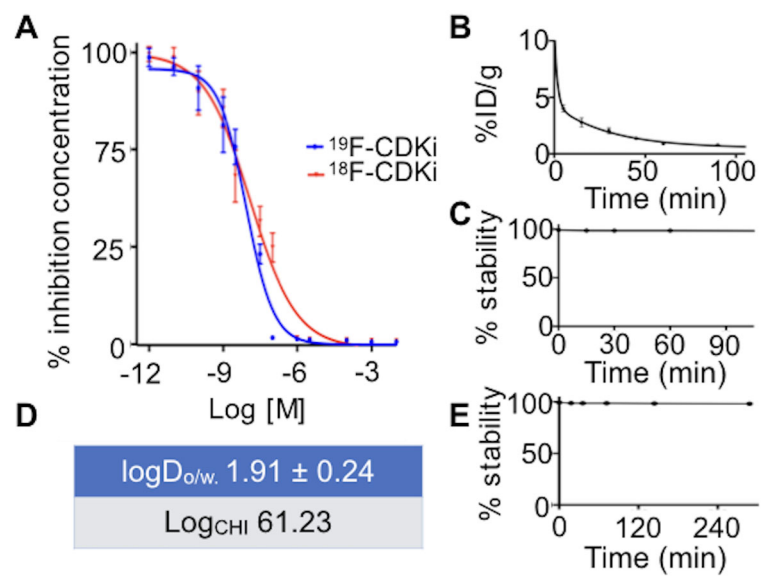 A
% inhibition concentration
100
75
25
0
-12 -9 -6 -3
Log [M]
¹⁹F-CDKi
¹⁸F-CDKi
B
%ID/g
10
5
0
0 50 100
Time (min)
C
% stability
100
50
0
0 30 60 90
Time (min)
D
logDo/w. 1.91 ± 0.24
LogCHI 61.23
E
% stability
100
50
0
0 120 240
Time (min)